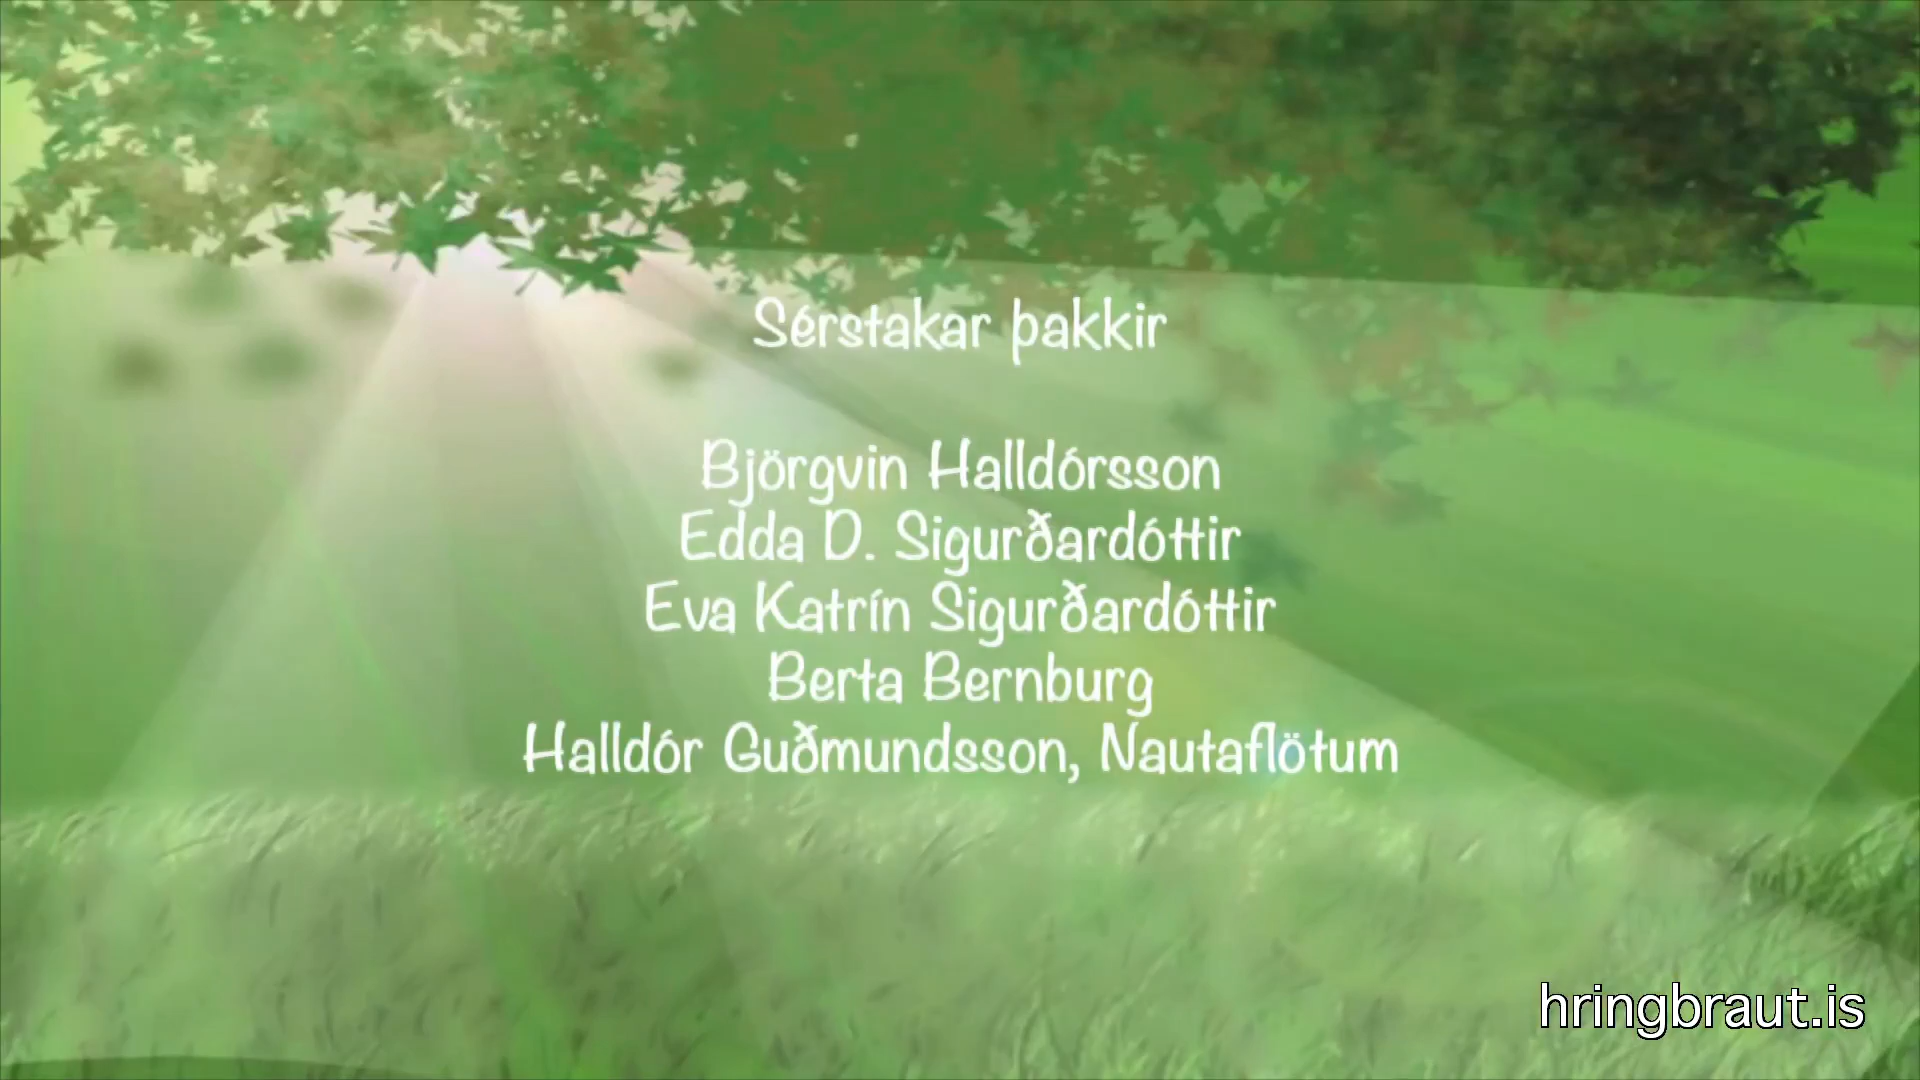 Sérstakar þakkir
Björgvin Halldórsson
Edda D. Sigurðardóttir
Eva Katrín Sigurðardóttir
Berta Bernburg
Halldór Guðmundsson, Nautaflötum
hringbraut.is